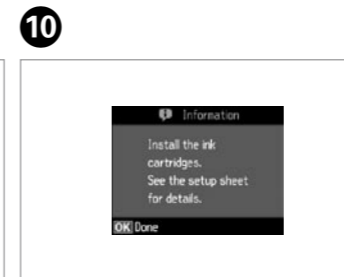 10
Information
Install the ink
cartridges.
See the setup sheet
for details.
OK Done